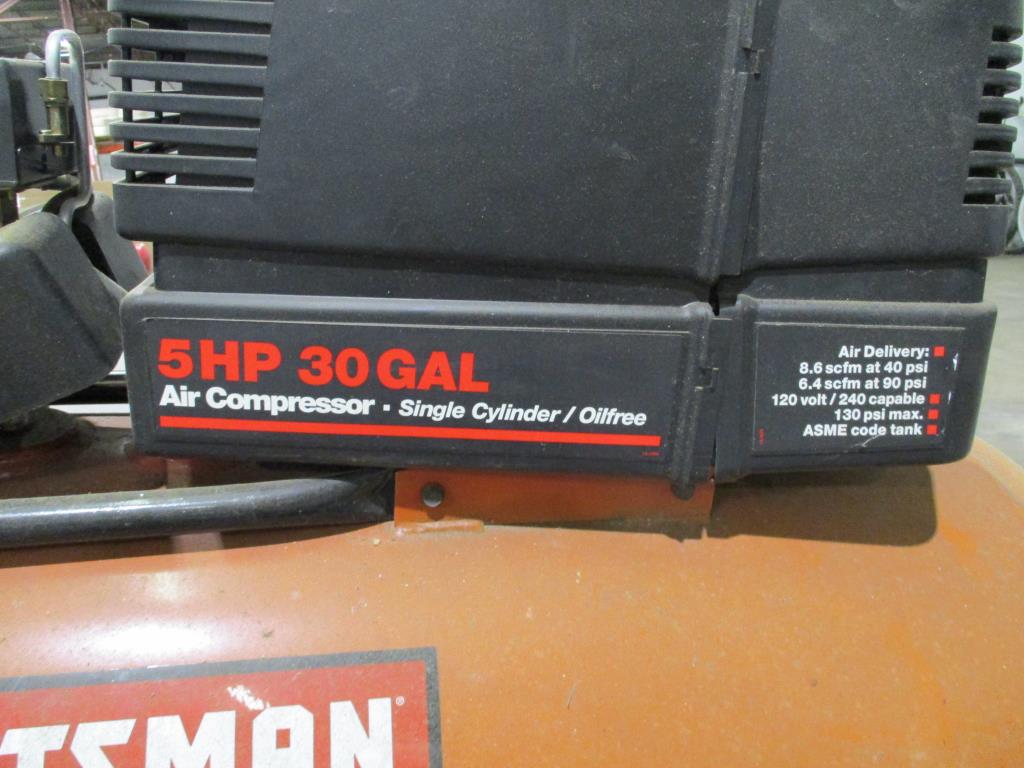 5HP 30GAL
Air Compressor ▪ Single Cylinder / Oilfree
Air Delivery:
8.6 scfm at 40 psi
6.4 scfm at 90 psi
120 volt / 240 capable
130 psi max.
ASME code tank
TSMAN®